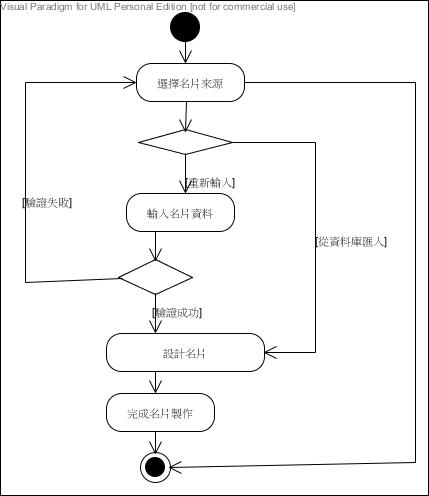 Visual Paradigm for UML Personal Edition [not for commercial use]
選擇名片來源
[重新輸入]
[驗證失敗]
輸入名片資料
[從資料庫匯入]
[驗證成功]
設計名片
完成名片製作